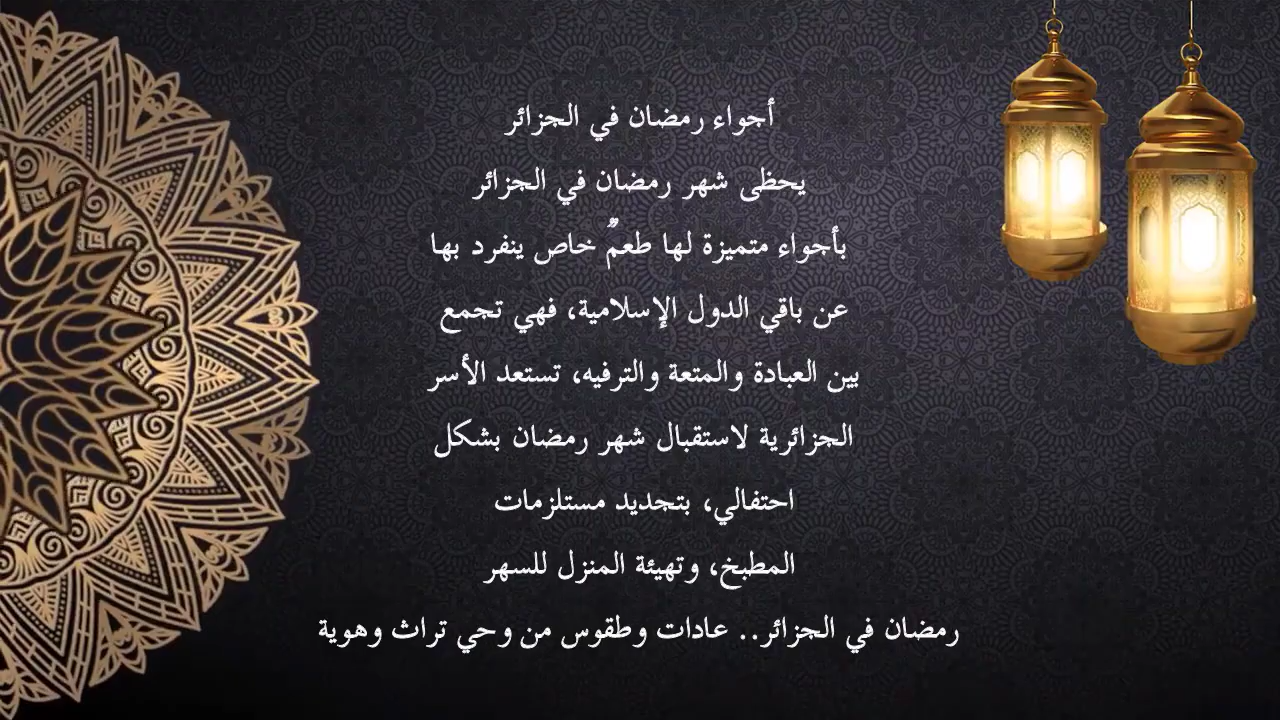 أجواء رمضان في الجزائر
يحظى شهر رمضان في الجزائر
بأجواء متميزة لها طعمٌ خاص ينفرد بها
عن باقي الدول الإسلامية، فهي تجمع
بين العبادة والمتعة والترفيه، تستعد الأسر
الجزائرية لاستقبال شهر رمضان بشكل
احتفالي، بتجديد مستلزمات
المطبخ، وتهيئة المنزل للسهر
رمضان في الجزائر.. عادات وطقوس من وحي تراث وهوية